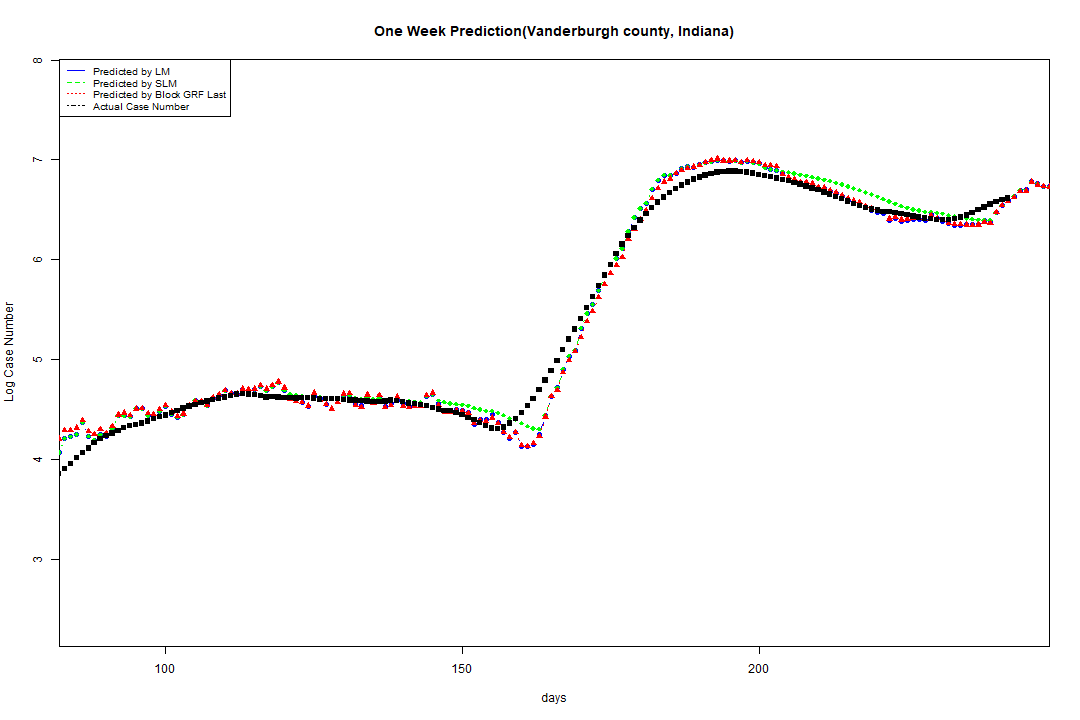 One Week Prediction(Vanderburgh county, Indiana)
Predicted by LM
Predicted by SLM
Predicted by Block GRF Last
Actual Case Number
8
7
6
5
4
3
Log Case Number
100
150
200
days